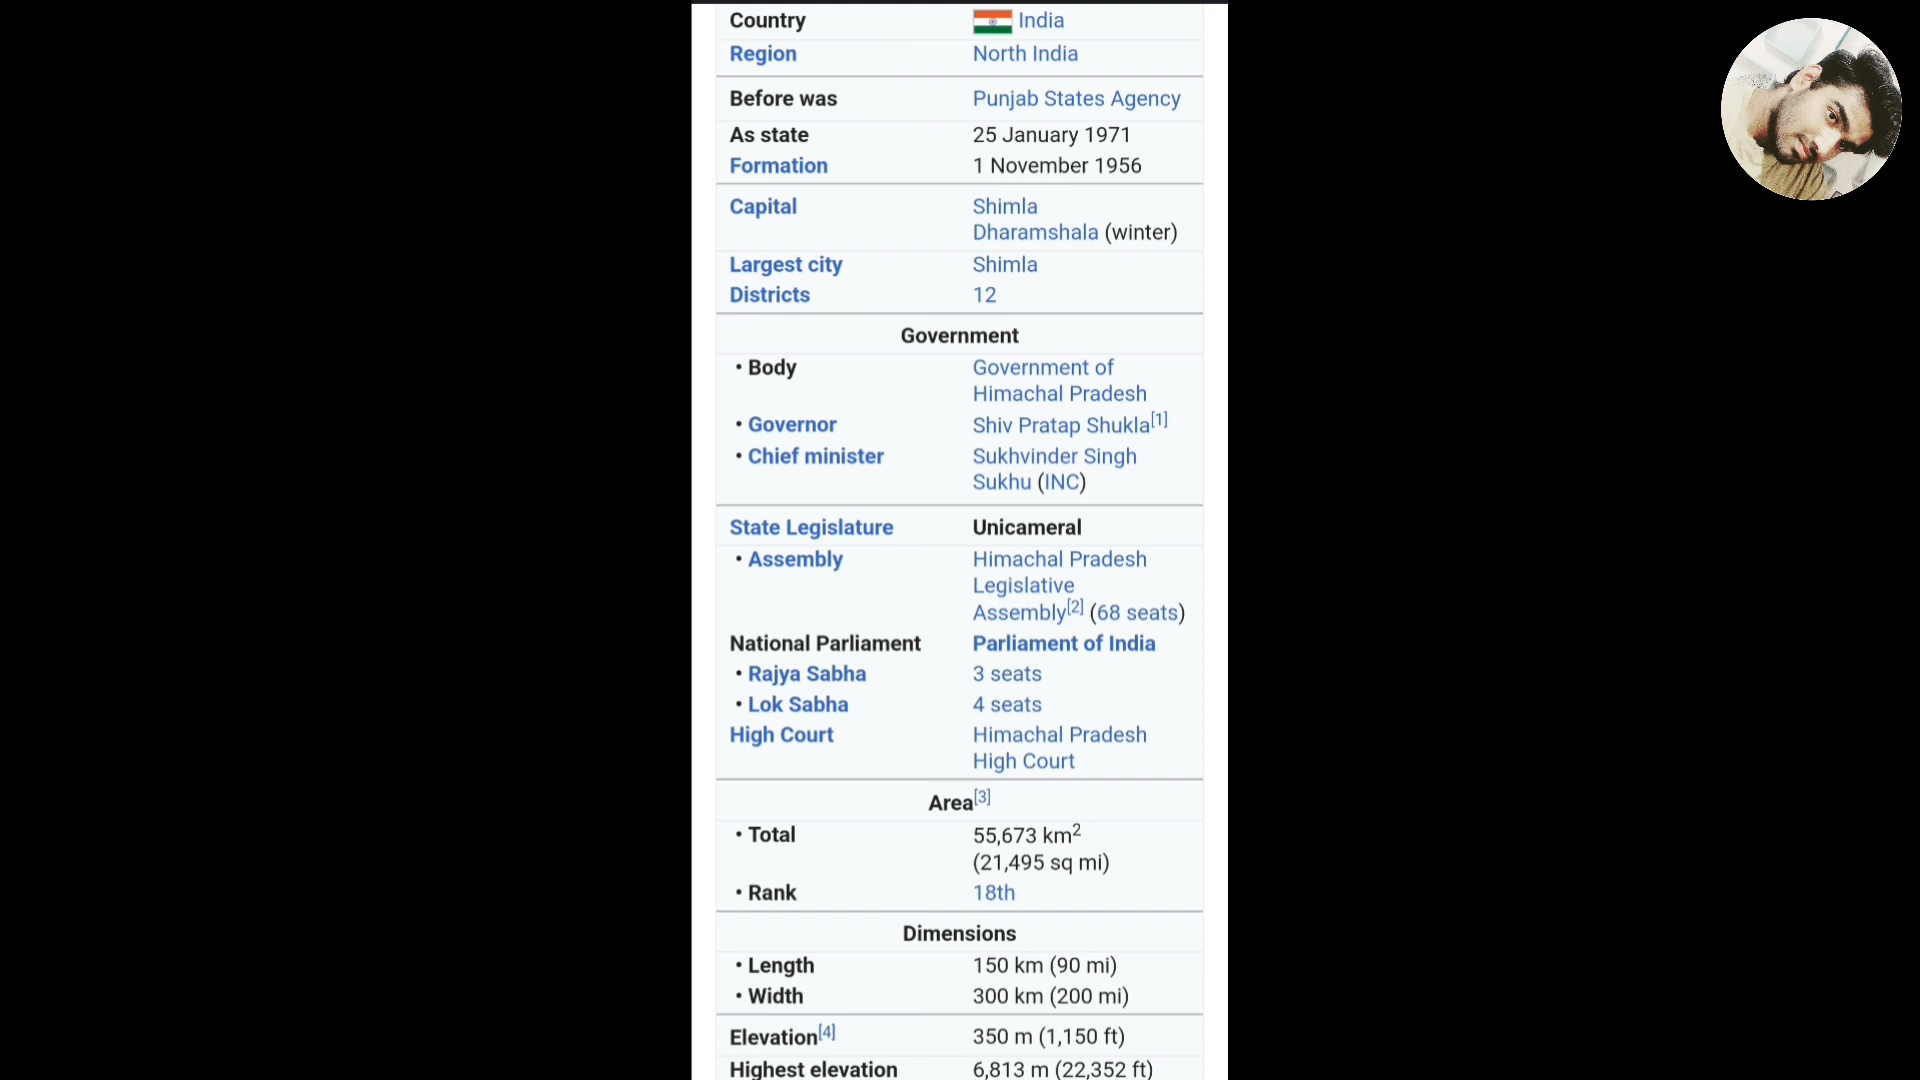 Country India
Region North India
Before was Punjab States Agency
As state 25 January 1971
Formation 1 November 1956
Capital Shimla
Dharamshala (winter)
Largest city Shimla
Districts 12
Government
• Body Government of
Himachal Pradesh
• Governor Shiv Pratap Shukla[1]
• Chief minister Sukhvinder Singh
Sukhu (INC)
State Legislature Unicameral
• Assembly Himachal Pradesh
Legislative
Assembly[2] (68 seats)
National Parliament Parliament of India
• Rajya Sabha 3 seats
• Lok Sabha 4 seats
High Court Himachal Pradesh
High Court
Area[3]
• Total 55,673 km2
(21,495 sq mi)
• Rank 18th
Dimensions
• Length 150 km (90 mi)
• Width 300 km (200 mi)
Elevation[4] 350 m (1,150 ft)
Highest elevation 6,813 m (22,352 ft)